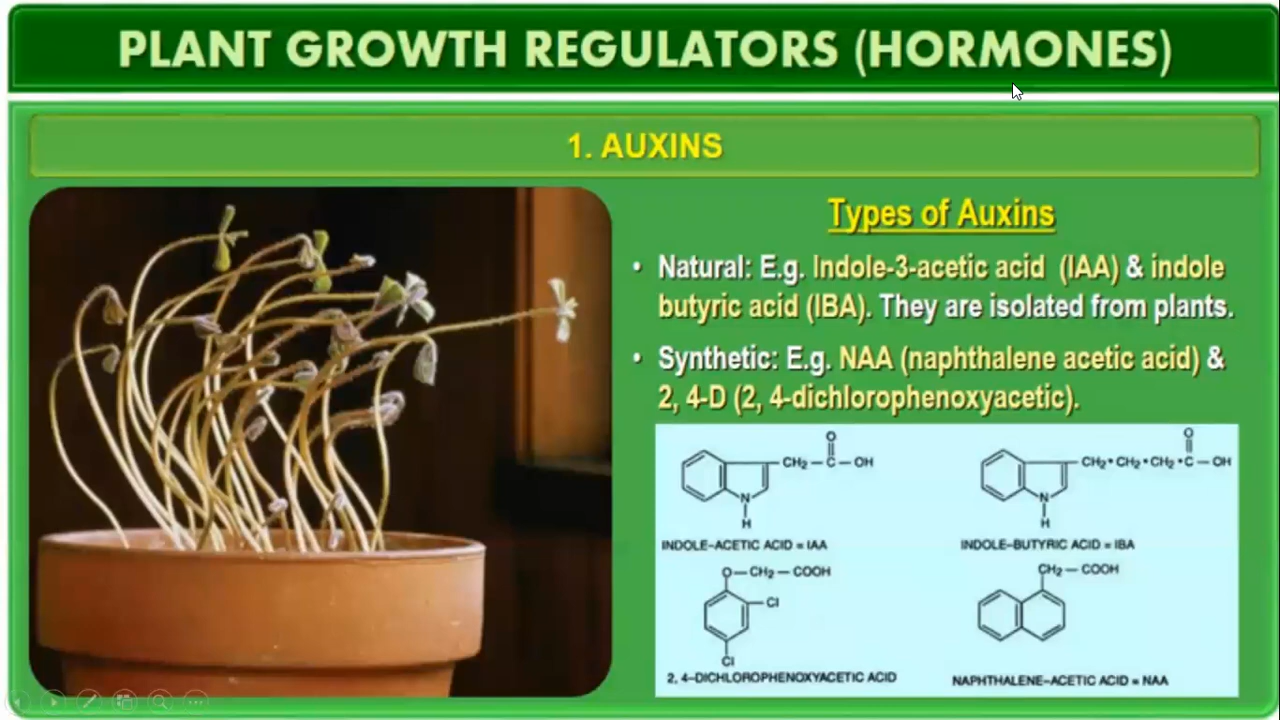 PLANT GROWTH REGULATORS (HORMONES)
1. AUXINS
Types of Auxins
• Natural: E.g. Indole-3-acetic acid (IAA) & indole
butyric acid (IBA). They are isolated from plants.
• Synthetic: E.g. NAA (naphthalene acetic acid) &
2, 4-D (2, 4-dichlorophenoxyacetic).
O
CH₂—C—OH
N
H
INDOLE–ACETIC ACID = IAA
O
CH₂•CH₂•CH₂•C—OH
N
H
INDOLE–BUTYRIC ACID = IBA
O—CH₂—COOH
Cl
Cl
2, 4–DICHLOROPHENOXYACETIC ACID
CH₂—COOH
NAPHTHALENE–ACETIC ACID = NAA